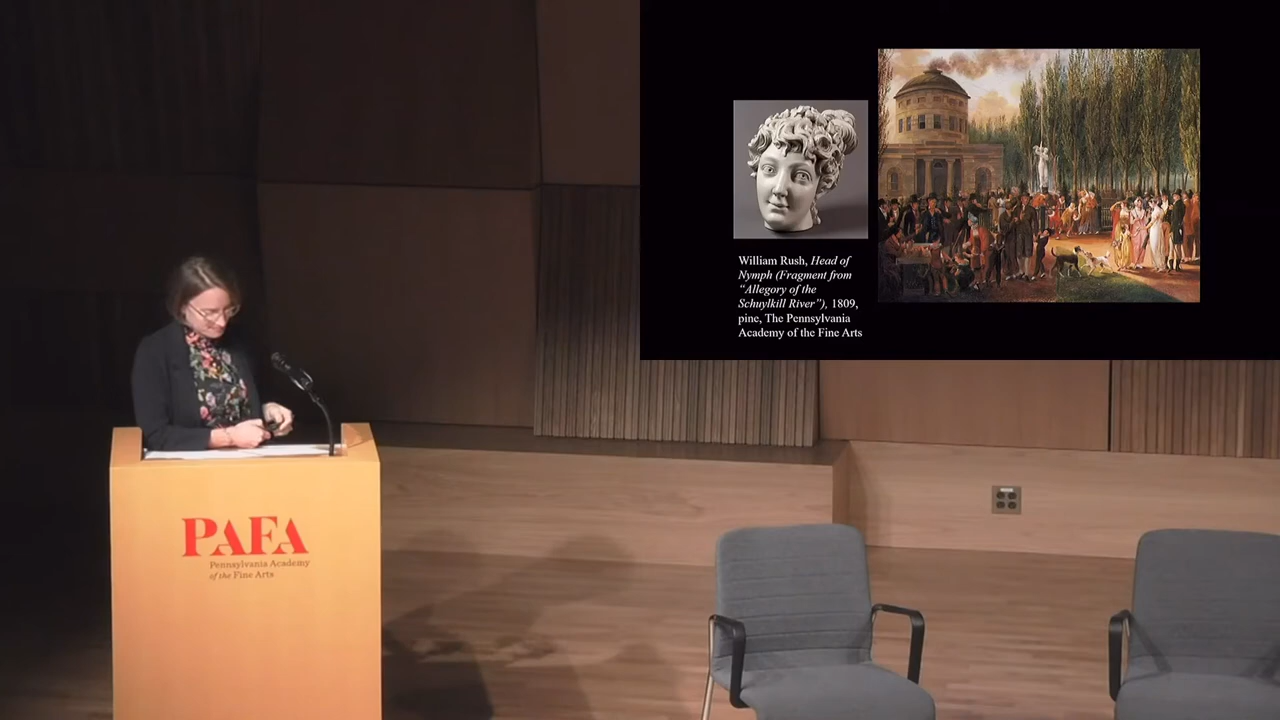 William Rush, Head of
Nymph (Fragment from
“Allegory of the
Schuylkill River”), 1809,
pine, The Pennsylvania
Academy of the Fine Arts
PAFA
Pennsylvania Academy
of the Fine Arts